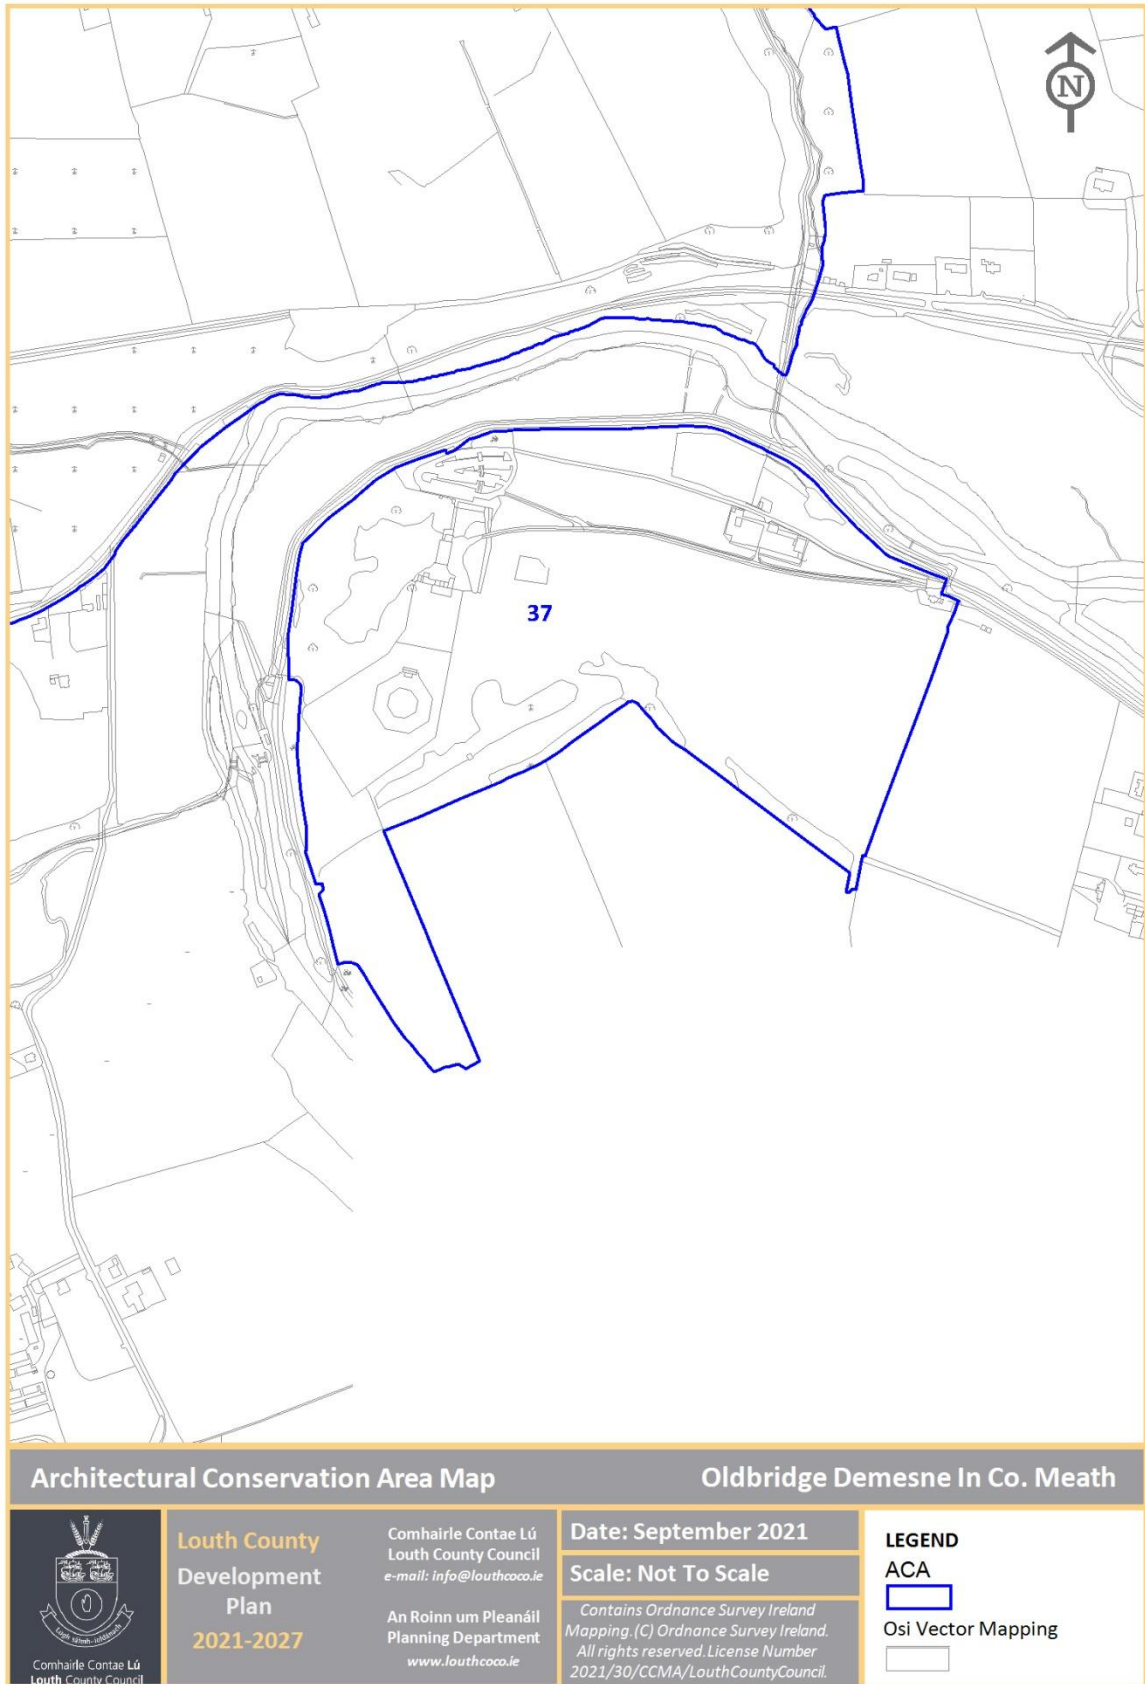 N
37
Architectural Conservation Area Map
Oldbridge Demesne In Co. Meath
Comhairle Contae Lú
Louth County Council
Louth County
Development
Plan
2021-2027
Comhairle Contae Lú
Louth County Council
e-mail: info@louthcoco.ie
An Roinn um Pleanáil
Planning Department
www.louthcoco.ie
Date: September 2021
Scale: Not To Scale
Contains Ordnance Survey Ireland
Mapping.(C) Ordnance Survey Ireland.
All rights reserved.License Number
2021/30/CCMA/LouthCountyCouncil.
LEGEND
ACA
Osi Vector Mapping